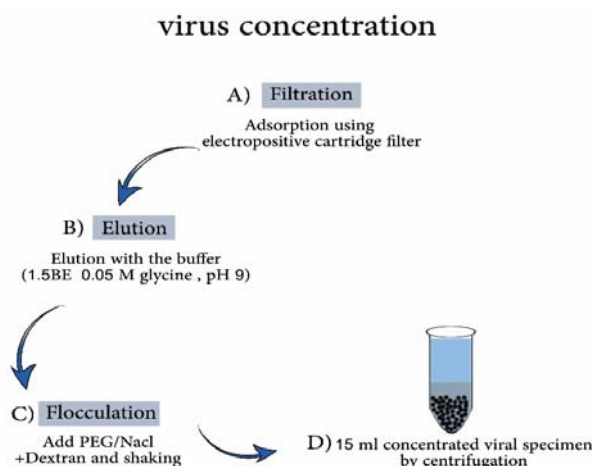 virus concentration
A) Filtration
Adsorption using
electropositive cartridge filter
B) Elution
Elution with the buffer
(1.5BE 0.05 M glycine , pH 9)
C) Flocculation
Add PEG/Nacl
+Dextran and shaking
D) 15 ml concentrated viral specimen
by centrifugation